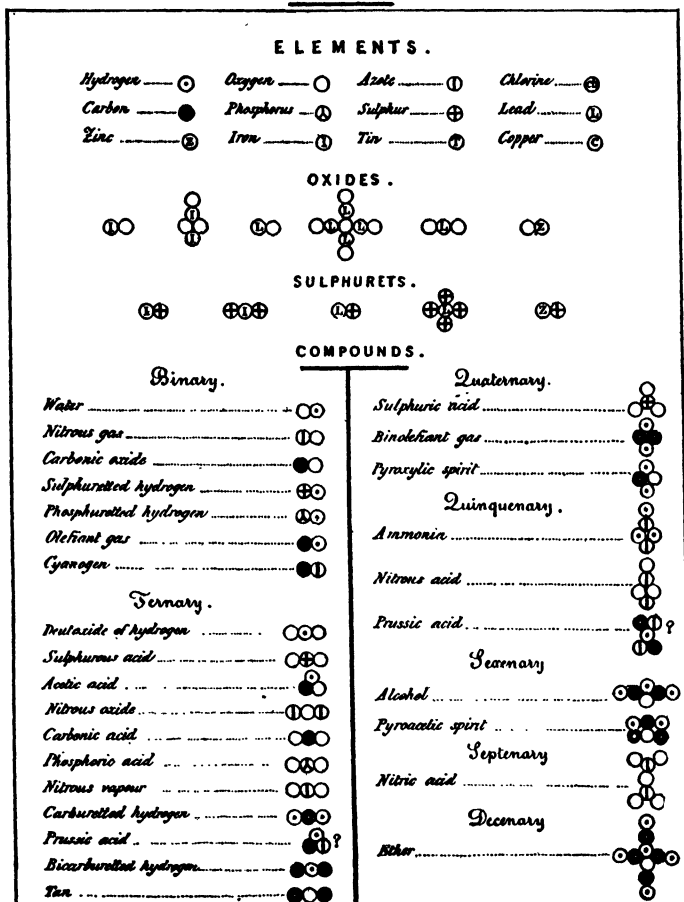 ELEMENTS.
Hydrogen Oxygen Azote Chlorine
Carbon Phosphorus Sulphur Lead
Zinc Iron Tin Copper
OXIDES.
SULPHURETS.
COMPOUNDS.
Binary.
Water
Nitrous gas
Carbonic oxide
Sulphuretted hydrogen
Phosphuretted hydrogen
Olefiant gas
Cyanogen
Ternary.
Deutoxide of hydrogen
Sulphurous acid
Acetic acid
Nitrous oxide
Carbonic acid
Phosphoric acid
Nitrous vapour
Carburetted hydrogen
Prussic acid ?
Bicarburetted hydrogen
Tan
Quaternary.
Sulphuric acid
Binolefiant gas
Pyroxylic spirit
Quinquenary.
Ammonia
Nitrous acid
Prussic acid ?
Sexenary
Alcohol
Pyroacetic spirit
Septenary
Nitric acid
Decenary
Ether